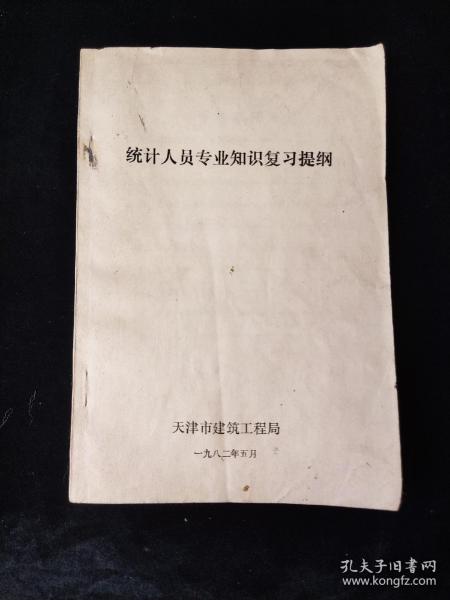 统计人员专业知识复习提纲
天津市建筑工程局
一九八二年五月
孔夫子旧书网
www.kongfz.com